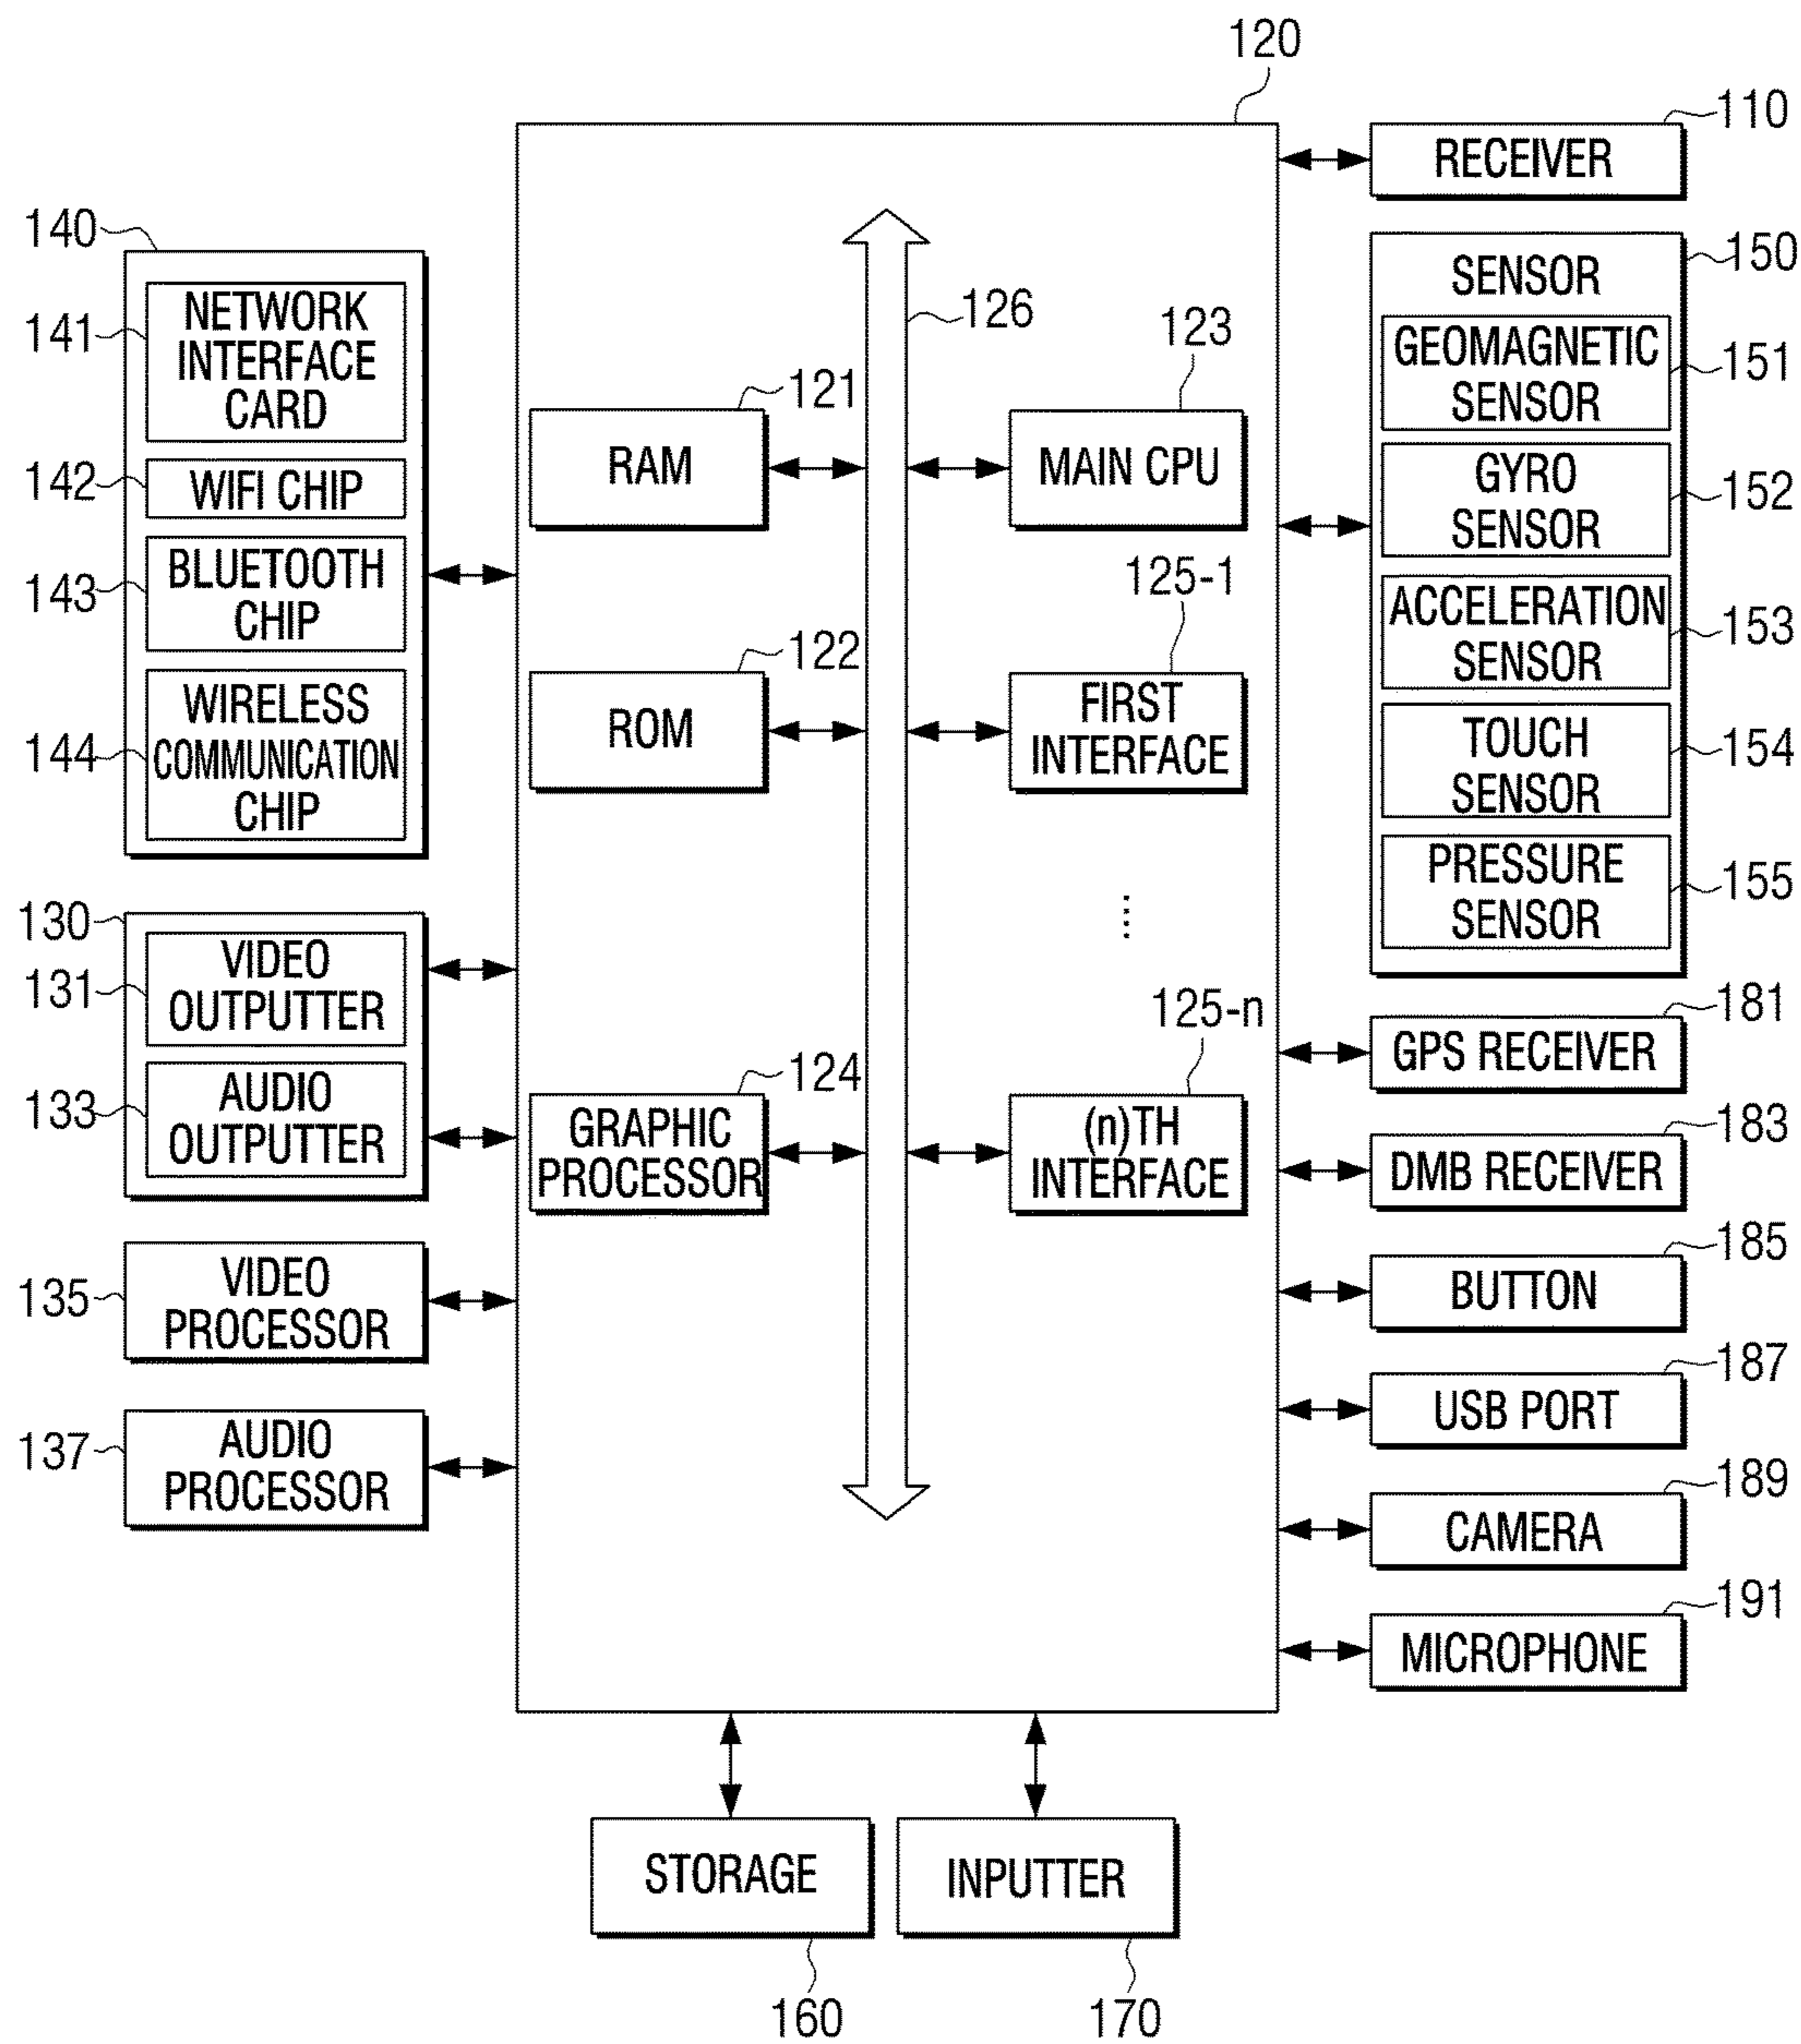 120
110
RECEIVER
140
141
NETWORK
INTERFACE
CARD
142
WIFI CHIP
143
BLUETOOTH
CHIP
144
WIRELESS
COMMUNICATION
CHIP
130
131
VIDEO
OUTPUTTER
133
AUDIO
OUTPUTTER
135
VIDEO
PROCESSOR
137
AUDIO
PROCESSOR
126
121
RAM
122
ROM
124
GRAPHIC
PROCESSOR
123
MAIN CPU
125-1
FIRST
INTERFACE
....
125-n
(n)TH
INTERFACE
150
SENSOR
GEOMAGNETIC
SENSOR
151
GYRO
SENSOR
152
ACCELERATION
SENSOR
153
TOUCH
SENSOR
154
PRESSURE
SENSOR
155
181
GPS RECEIVER
183
DMB RECEIVER
185
BUTTON
187
USB PORT
189
CAMERA
191
MICROPHONE
STORAGE
160
INPUTTER
170